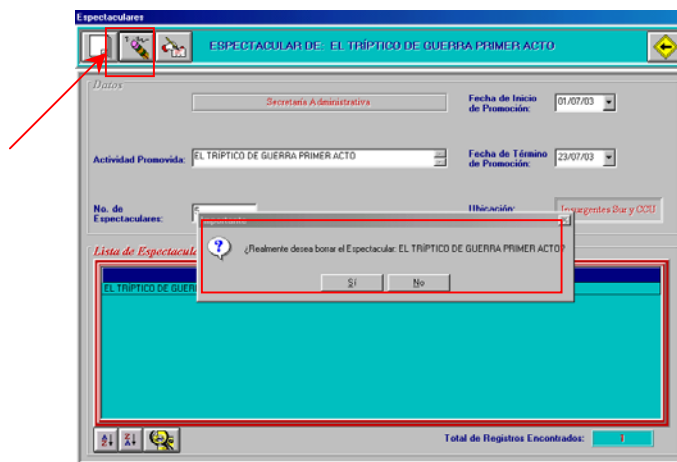 Espectaculares
ESPECTACULAR DE: EL TRÍPTICO DE GUERRA PRIMER ACTO
Datos
Secretaría Administrativa
Fecha de Inicio de Promoción:
01/07/03
Actividad Promovida:
EL TRÍPTICO DE GUERRA PRIMER ACTO
Fecha de Término de Promoción:
23/07/03
No. de Espectaculares:
Ubicación:
Insurgentes Sur y CCU
Lista de Espectacul
¿Realmente desea borrar el Espectacular: EL TRÍPTICO DE GUERRA PRIMER ACTO?
Sí
No
EL TRÍPTICO DE GUER
Total de Registros Encontrados:
1